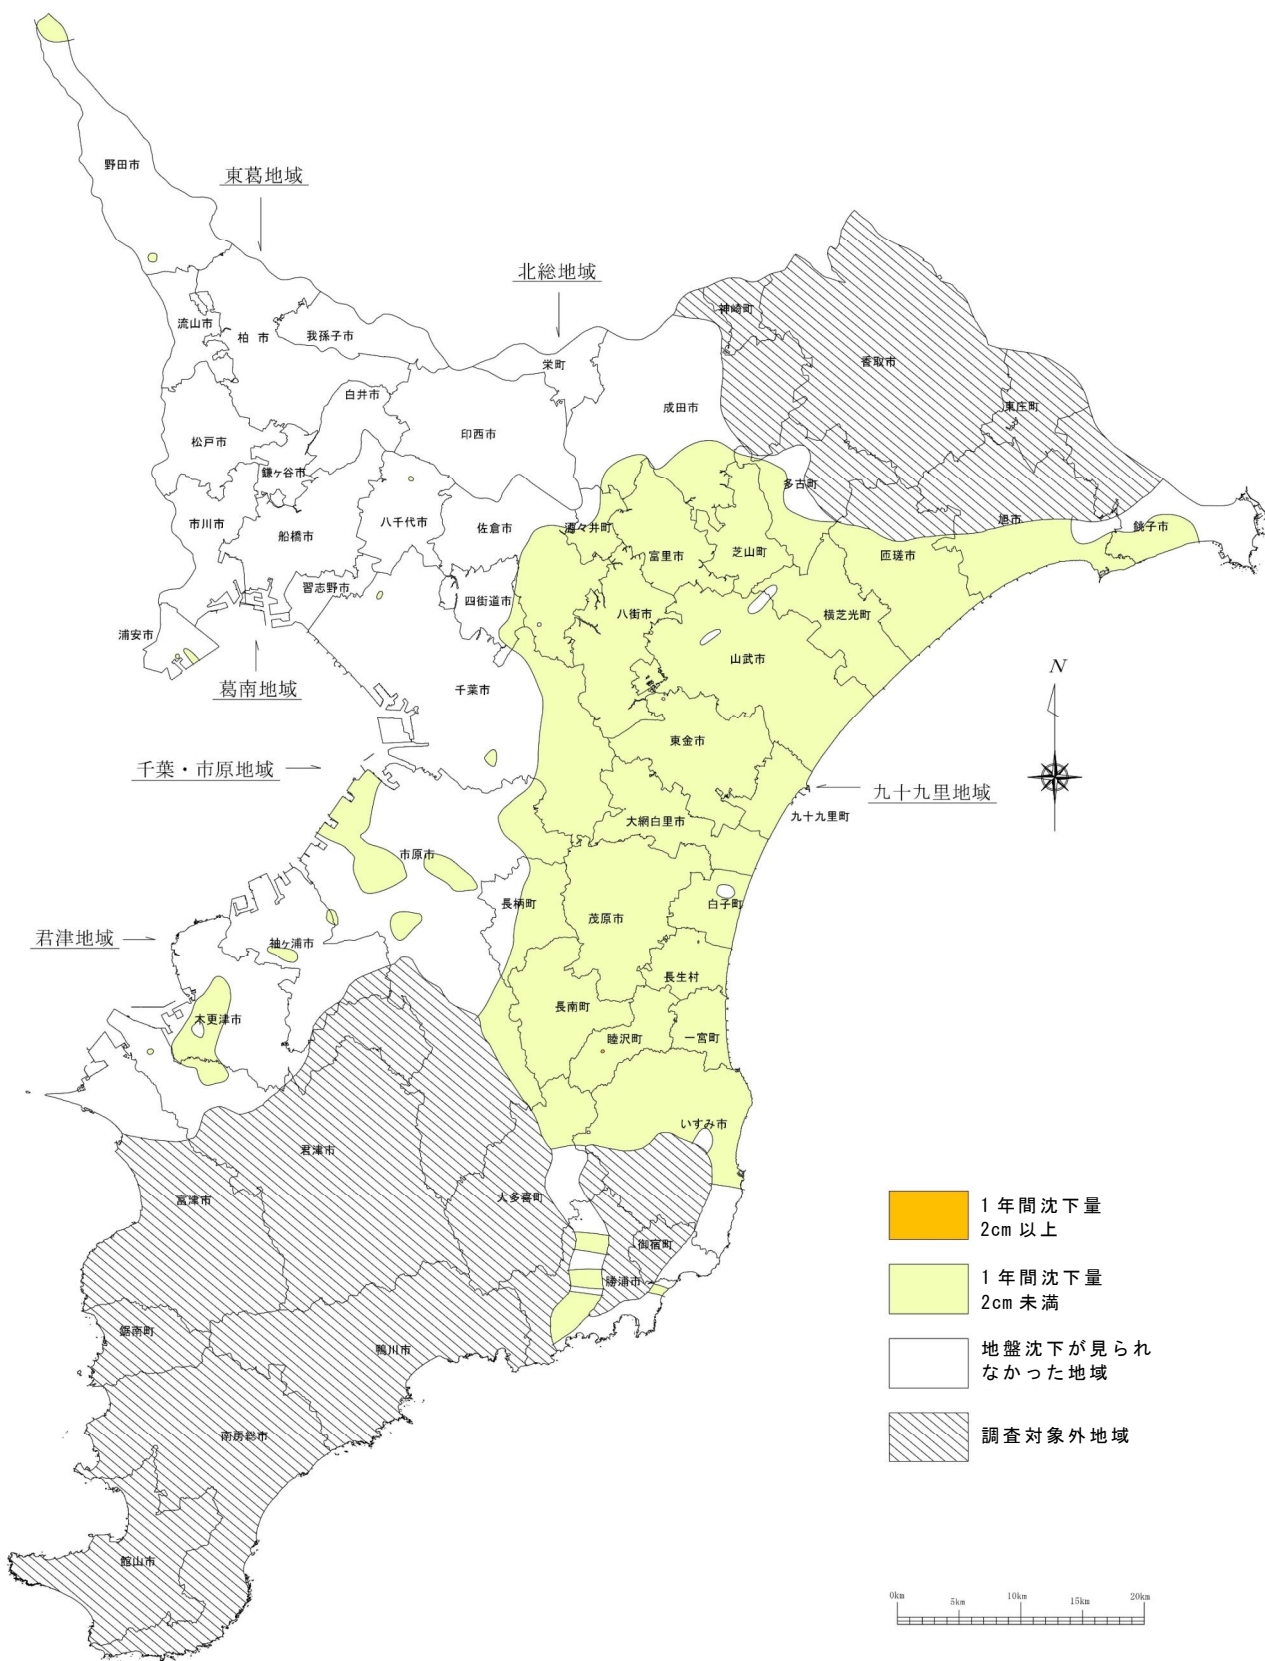 野田市
東葛地域
北総地域
神崎町
流山市
柏 市
我孫子市
栄町
香取市
白井市
成田市
東庄町
松戸市
印西市
鎌ヶ谷市
多古町
市川市
船橋市
八千代市
佐倉市
酒々井町
旭市
銚子市
富里市
芝山町
匝瑳市
習志野市
四街道市
八街市
横芝光町
浦安市
山武市
N
葛南地域
千葉市
東金市
千葉・市原地域
九十九里地域
大網白里市
九十九里町
市原市
長柄町
茂原市
白子町
君津地域
袖ヶ浦市
長生村
長南町
木更津市
睦沢町
一宮町
いすみ市
君津市
富津市
大多喜町
御宿町
勝浦市
鋸南町
鴨川市
南房総市
館山市
1年間沈下量
2cm以上
1年間沈下量
2cm未満
地盤沈下が見られ
なかった地域
調査対象外地域
0km 5km 10km 15km 20km